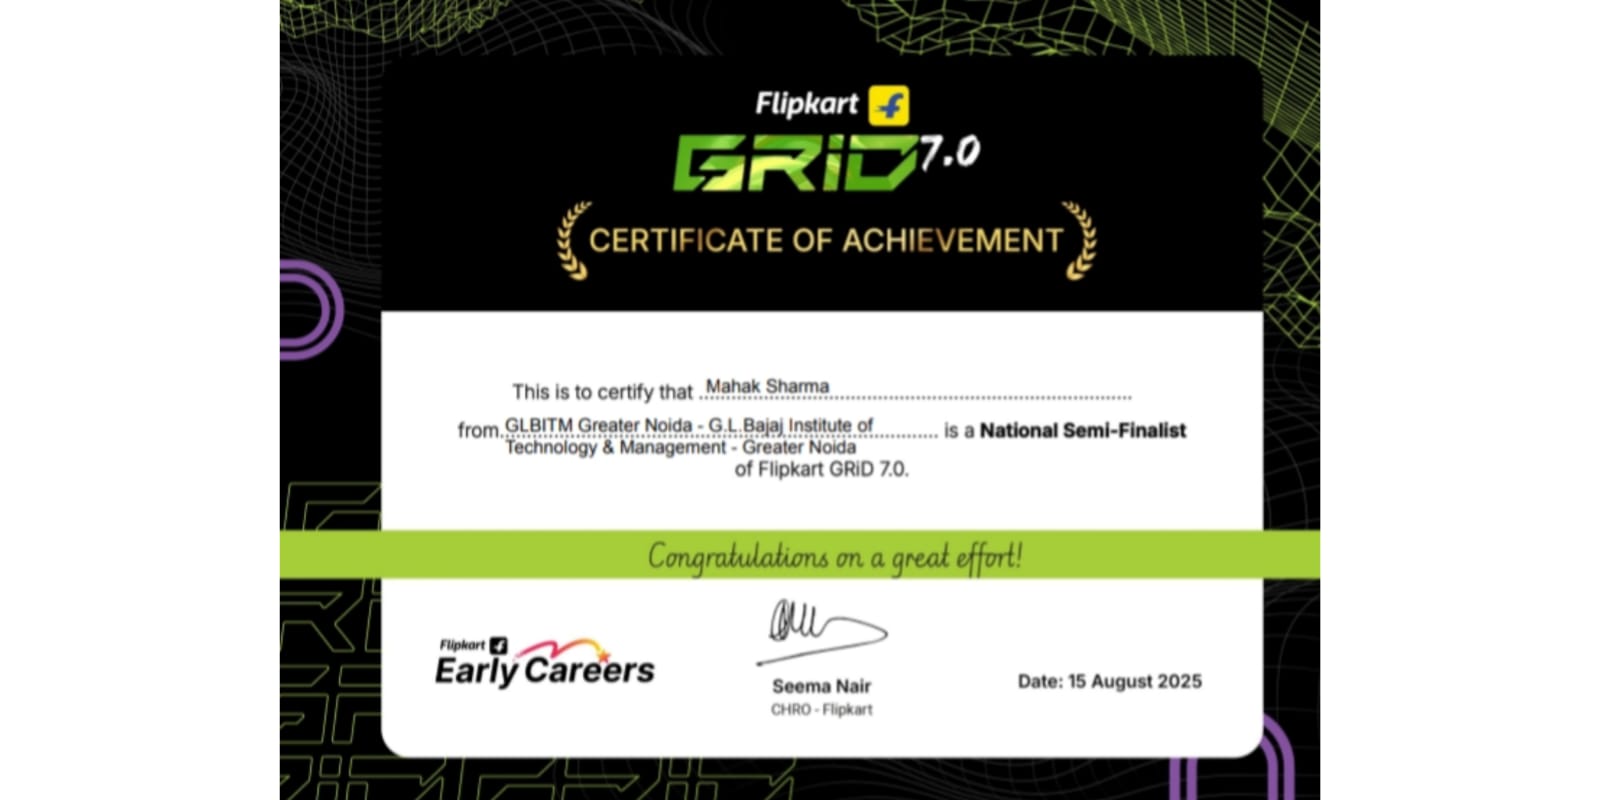 Flipkart
GRiD 7.0
CERTIFICATE OF ACHIEVEMENT
This is to certify that Mahak Sharma
from GLBITM Greater Noida - G.L.Bajaj Institute of is a National Semi-Finalist
Technology & Management - Greater Noida
of Flipkart GRiD 7.0.
Congratulations on a great effort!
Flipkart
Early Careers
Seema Nair
CHRO - Flipkart
Date: 15 August 2025